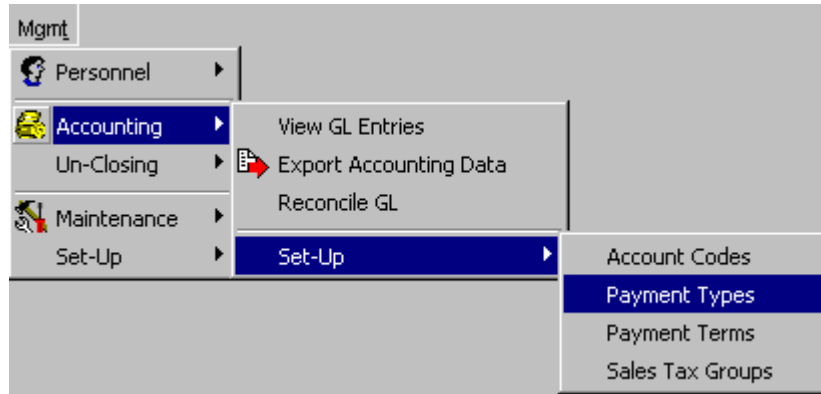 Mgmt
Personnel
Accounting
Un-Closing
Maintenance
Set-Up
View GL Entries
Export Accounting Data
Reconcile GL
Set-Up
Account Codes
Payment Types
Payment Terms
Sales Tax Groups